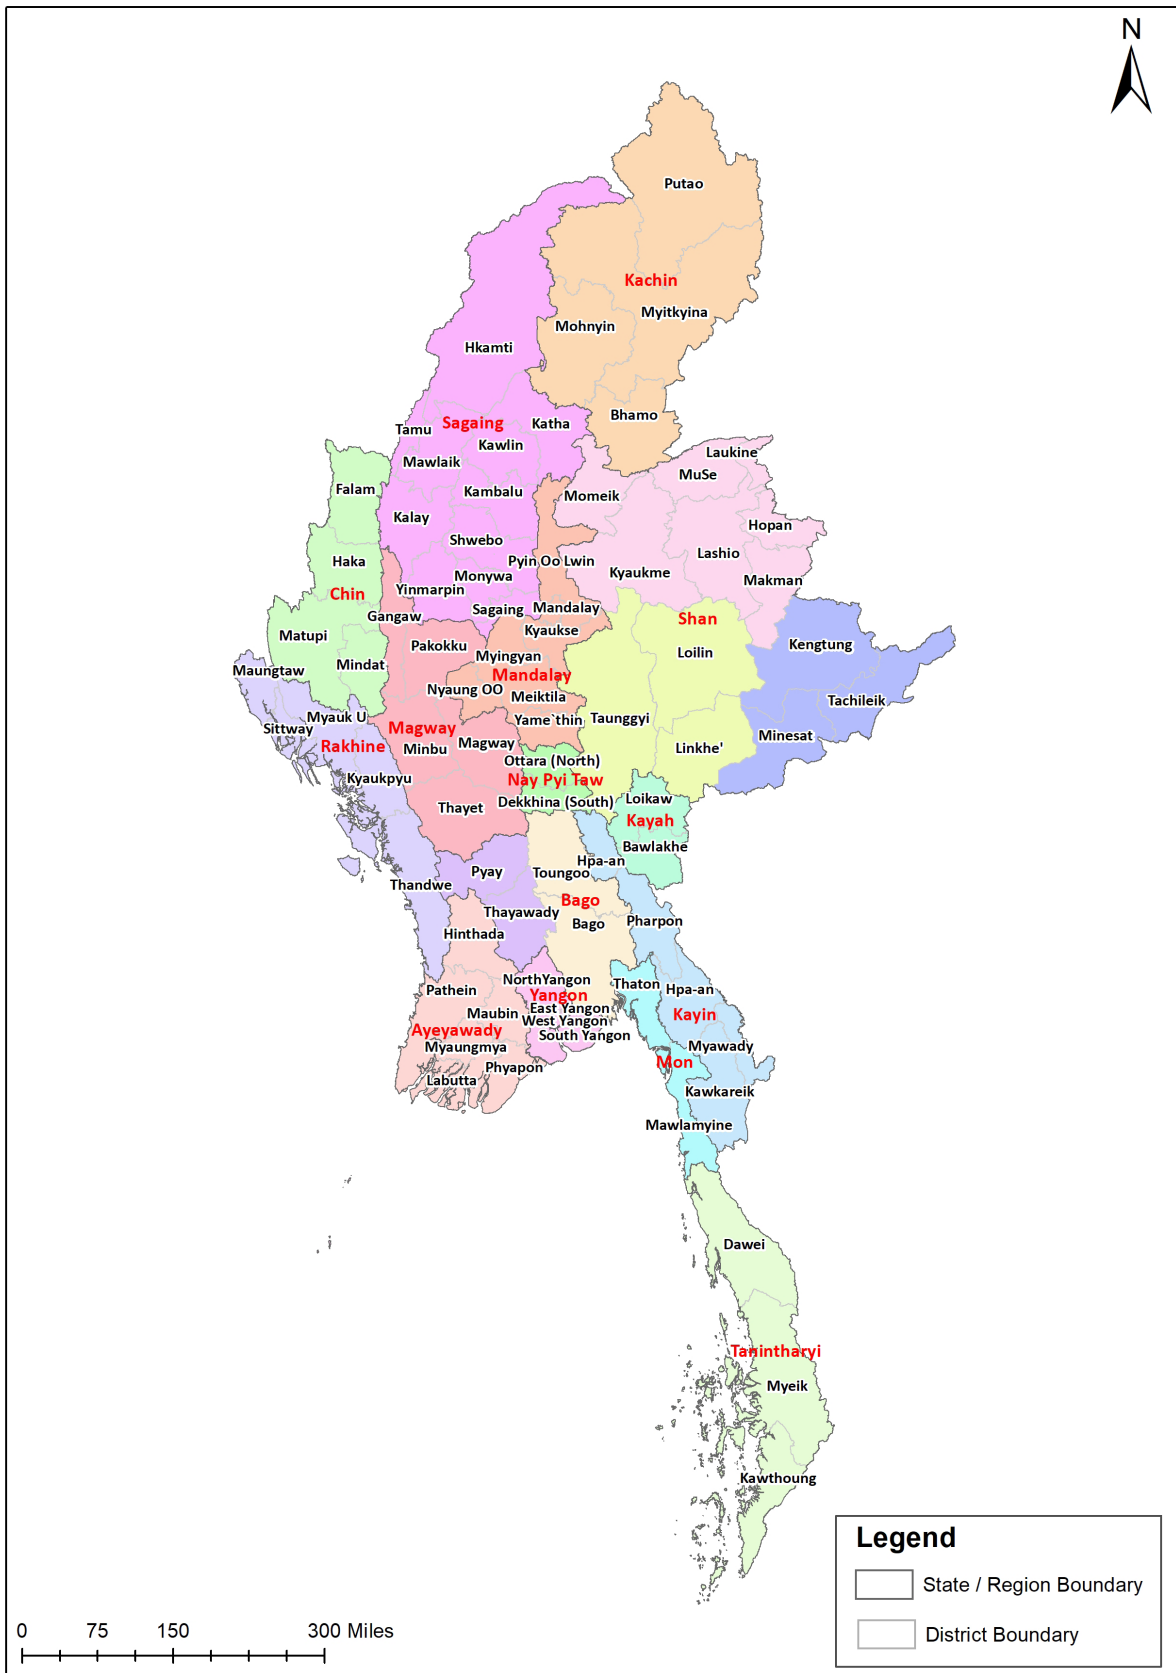 N
Putao
Kachin
Myitkyina
Mohnyin
Hkamti
Bhamo
Sagaing
Katha
Tamu
Kawlin
Laukine
Mawlaik
MuSe
Falam
Kambalu
Momeik
Kalay
Hopan
Shwebo
Lashio
Haka
Pyin Oo Lwin
Kyaukme
Monywa
Makman
Yinmarpin
Chin
Sagaing
Mandalay
Gangaw
Shan
Kyaukse
Matupi
Pakokku
Kengtung
Loilin
Myingyan
Mindat
Maungtaw
Mandalay
Nyaung OO
Meiktila
Tachileik
Myauk U
Yame`thin
Taunggyi
Sittway
Magway
Minesat
Magway
Rakhine
Minbu
Linkhe'
Ottara (North)
Kyaukpyu
Nay Pyi Taw
Loikaw
Dekkhina (South)
Thayet
Kayah
Bawlakhe
Hpa-an
Pyay
Toungoo
Thandwe
Bago
Thayawady
Bago
Pharpon
Hinthada
NorthYangon
Thaton
Pathein
Hpa-an
Yangon
East Yangon
Maubin
Kayin
West Yangon
Ayeyawady
South Yangon
Myaungmya
Myawady
Mon
Phyapon
Labutta
Kawkareik
Mawlamyine
Dawei
Tanintharyi
Myeik
Kawthoung
Legend
State / Region Boundary
District Boundary
0 75 150 300 Miles